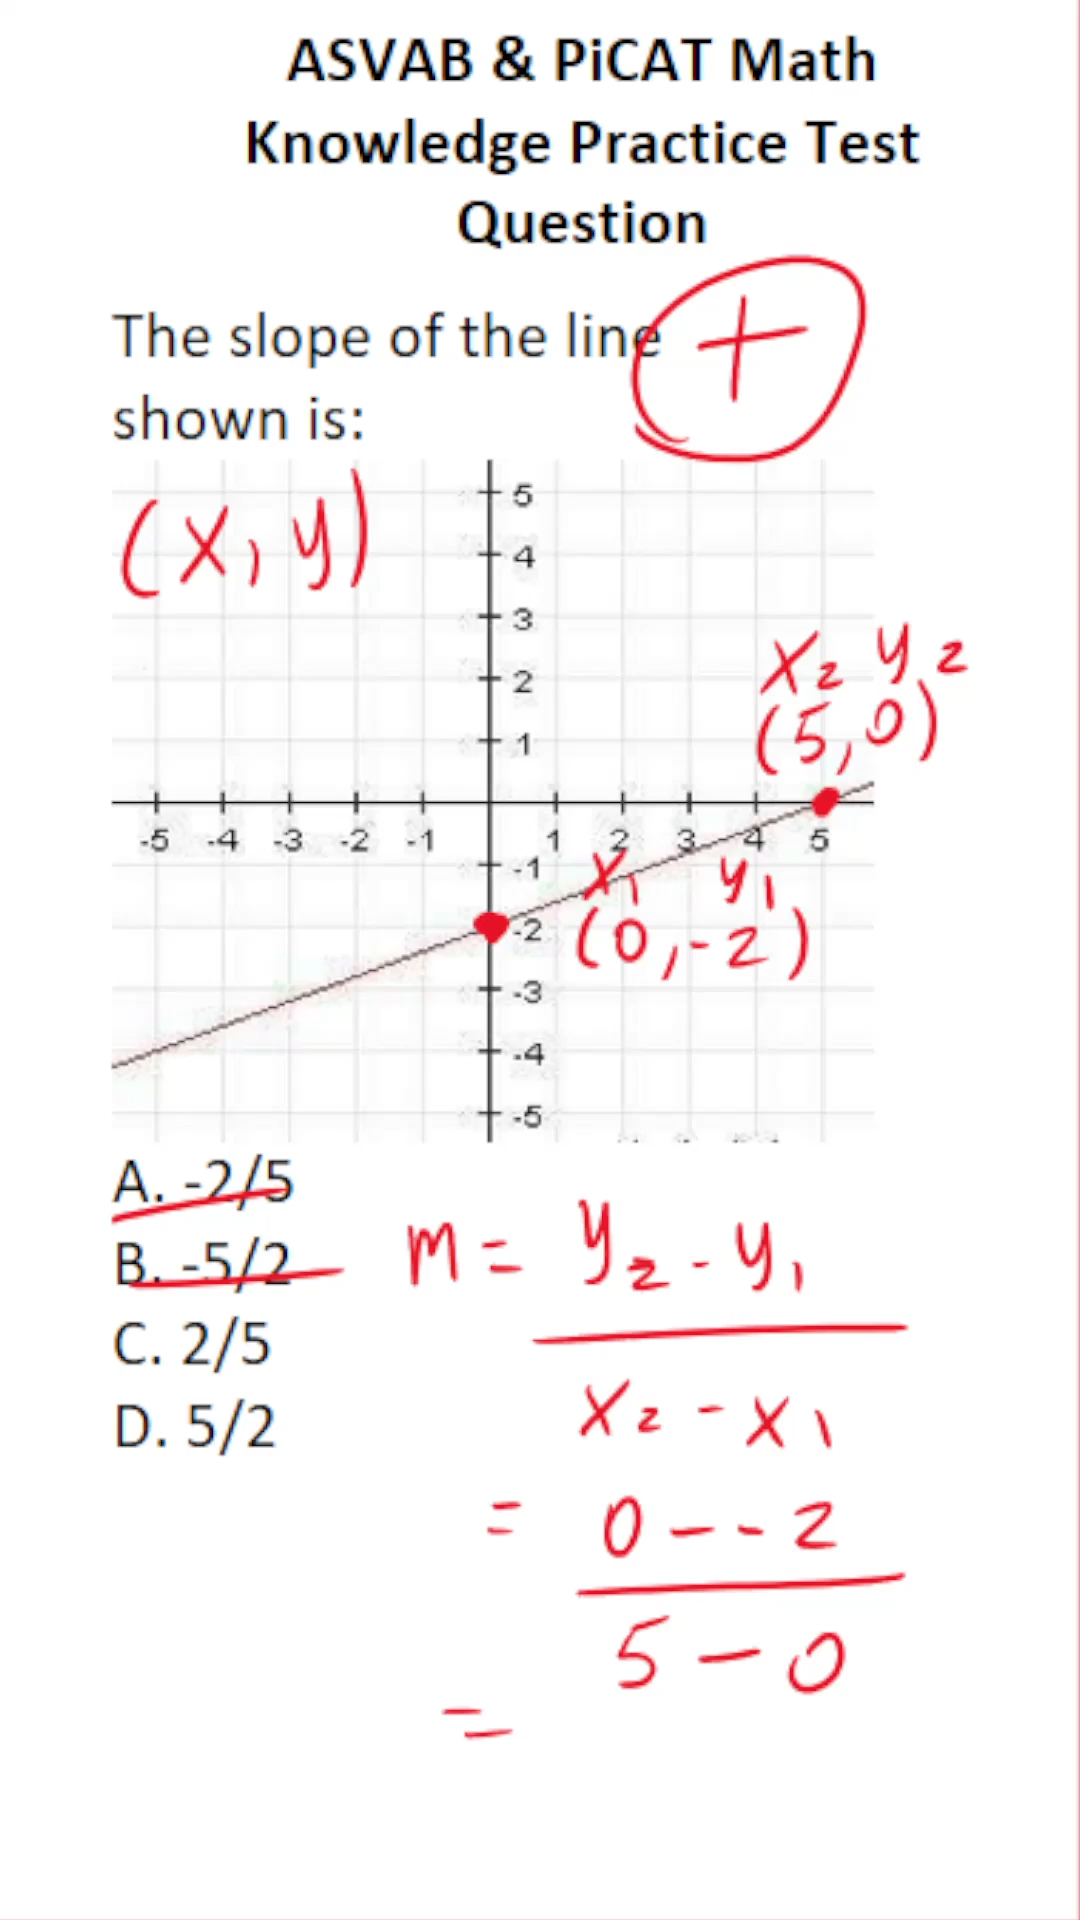 ASVAB & PiCAT Math
Knowledge Practice Test
Question
The slope of the line
+
shown is:
(x, y)
5
4
3
2
1
x2 y2
(5, 0)
-5 -4 -3 -2 -1 1 2 3 4 5
-1
x1 y1
-2
(0, -2)
-3
-4
-5
A. -2/5
B. -5/2
C. 2/5
D. 5/2
m = y2 - y1
x2 - x1
= 0 - - 2
5 - 0
=